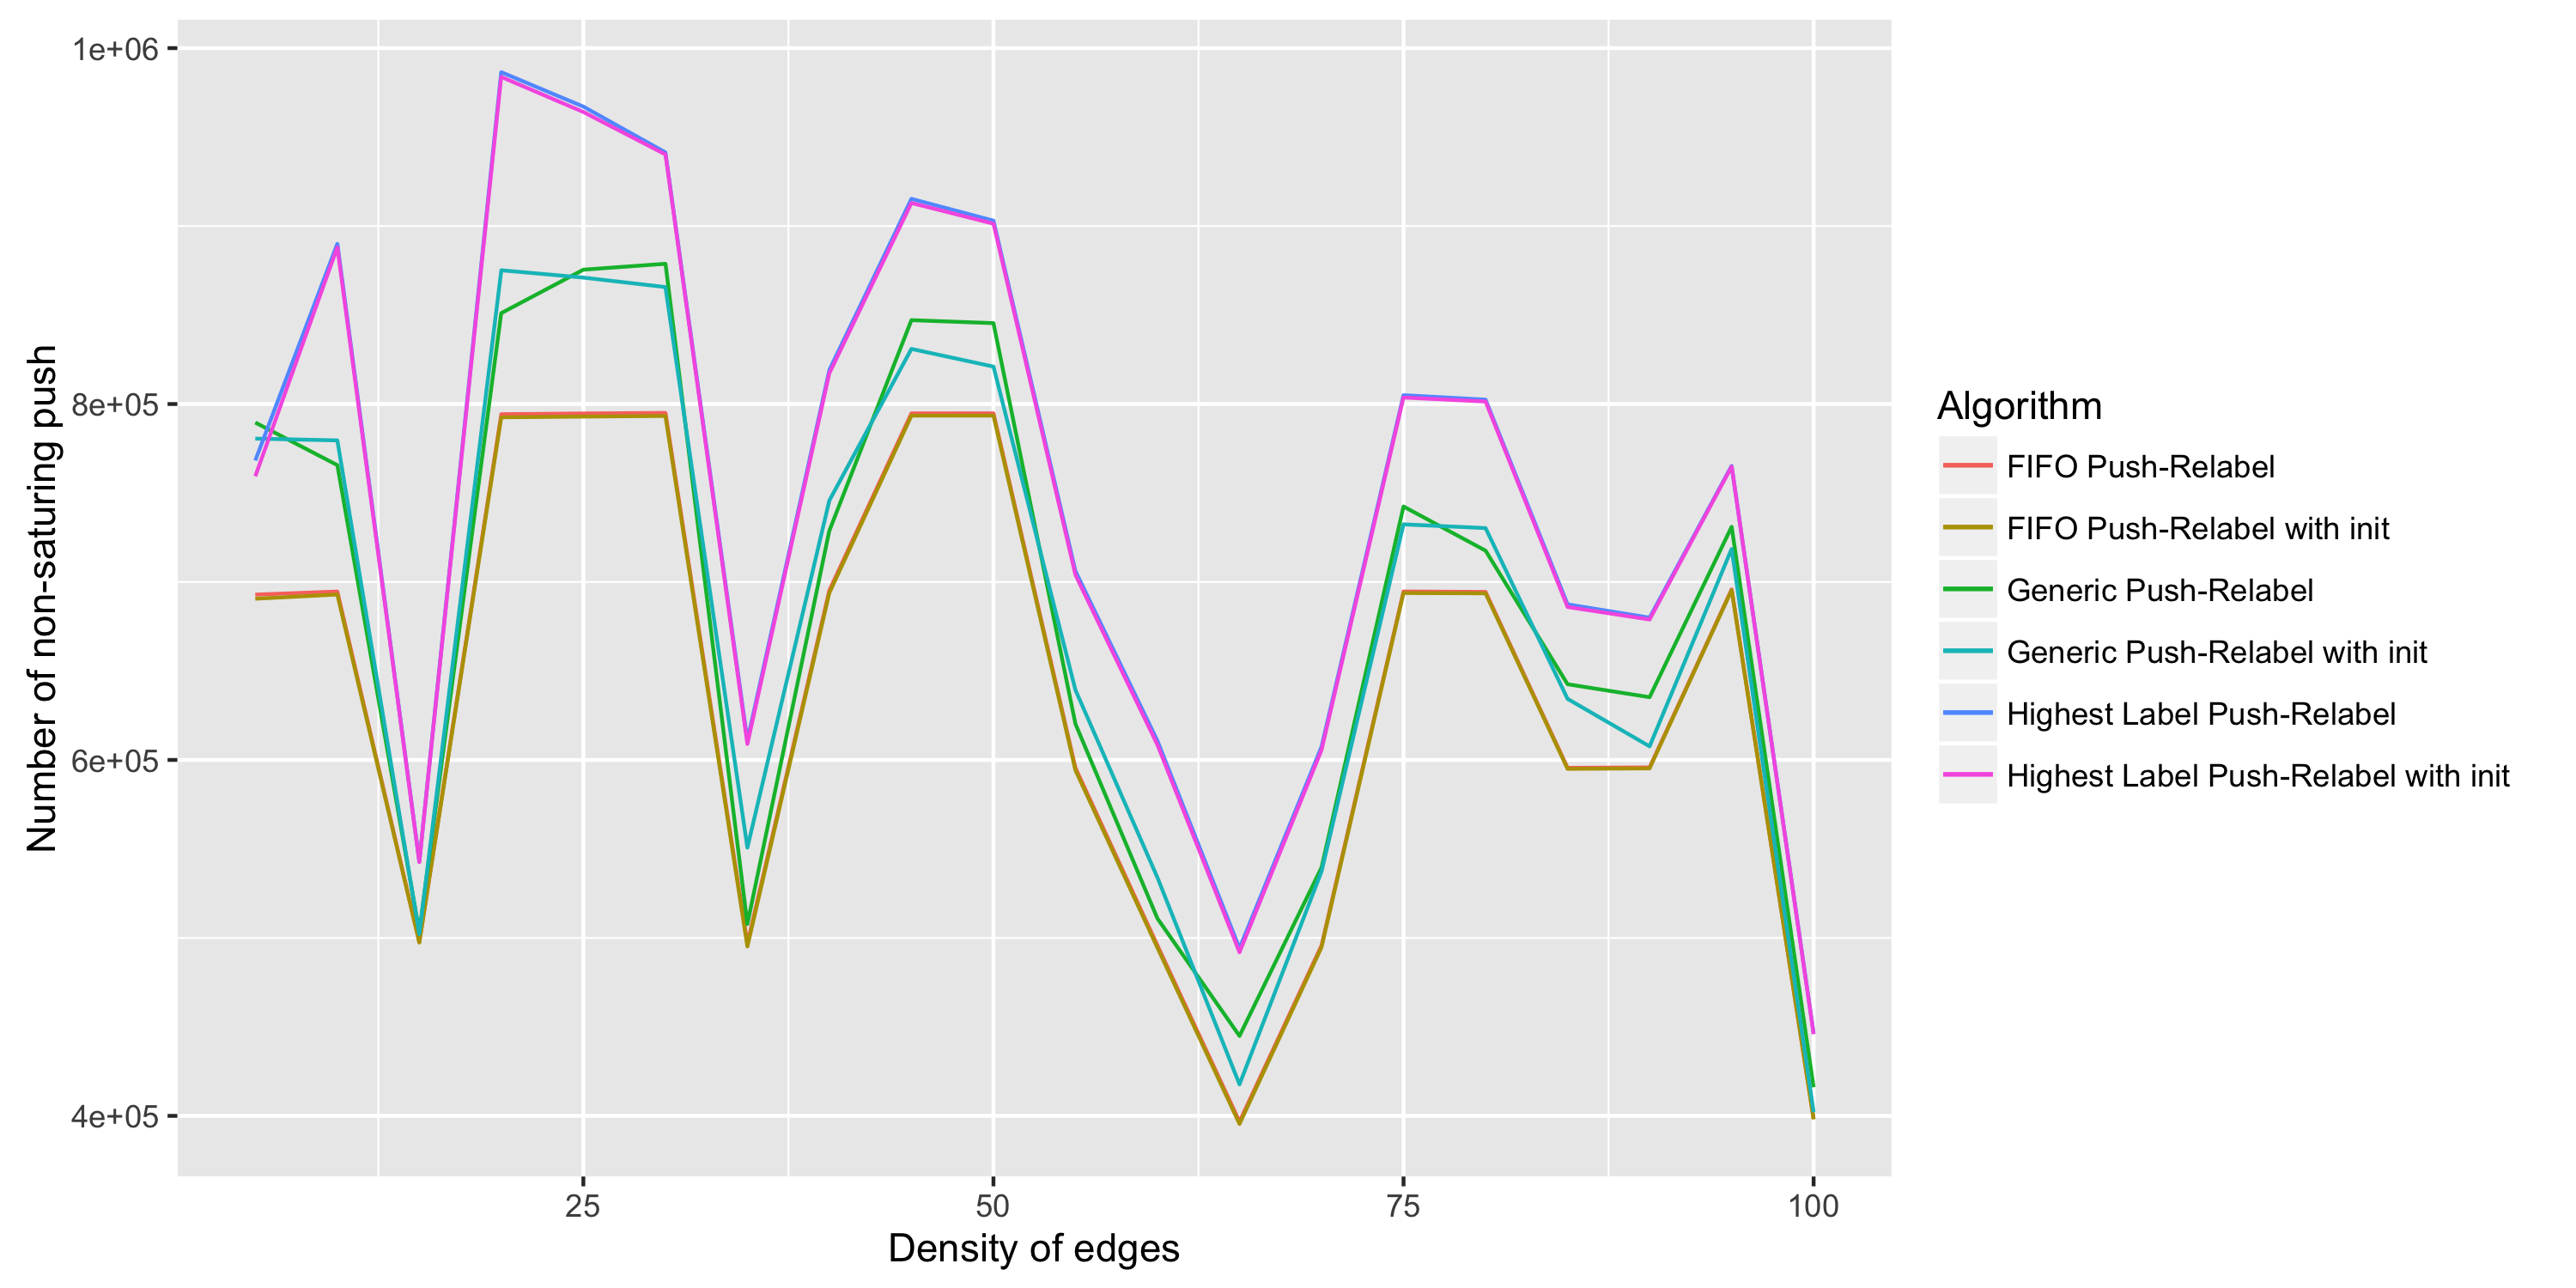 1e+06
8e+05
6e+05
4e+05
Number of non-saturing push
25 50 75 100
Density of edges
Algorithm
FIFO Push-Relabel
FIFO Push-Relabel with init
Generic Push-Relabel
Generic Push-Relabel with init
Highest Label Push-Relabel
Highest Label Push-Relabel with init